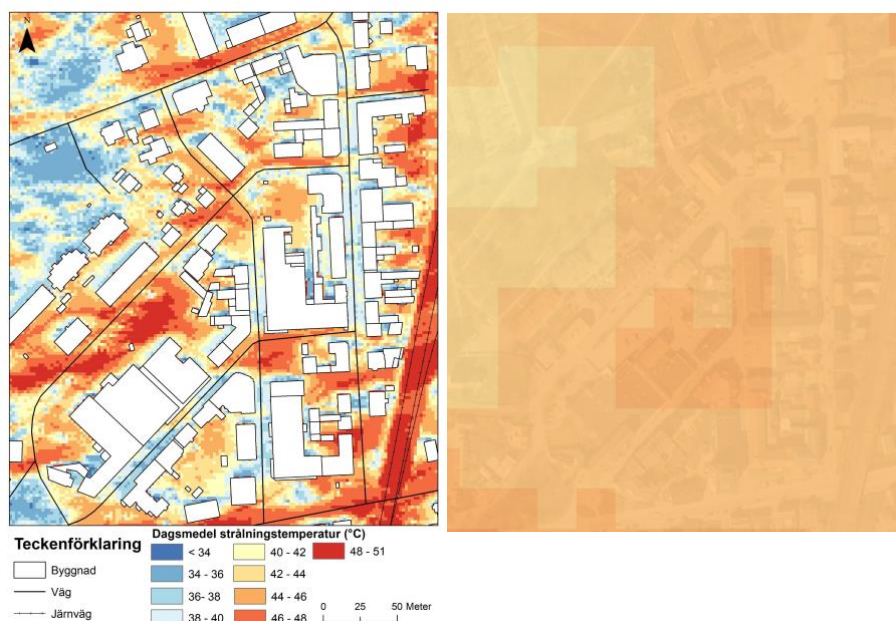 N
Teckenförklaring
Byggnad
Väg
Järnväg
Dagsmedel strålningstemperatur (°C)
< 34
34 - 36
36- 38
38 - 40
40 - 42
42 - 44
44 - 46
46 - 48
48 - 51
0 25 50 Meter